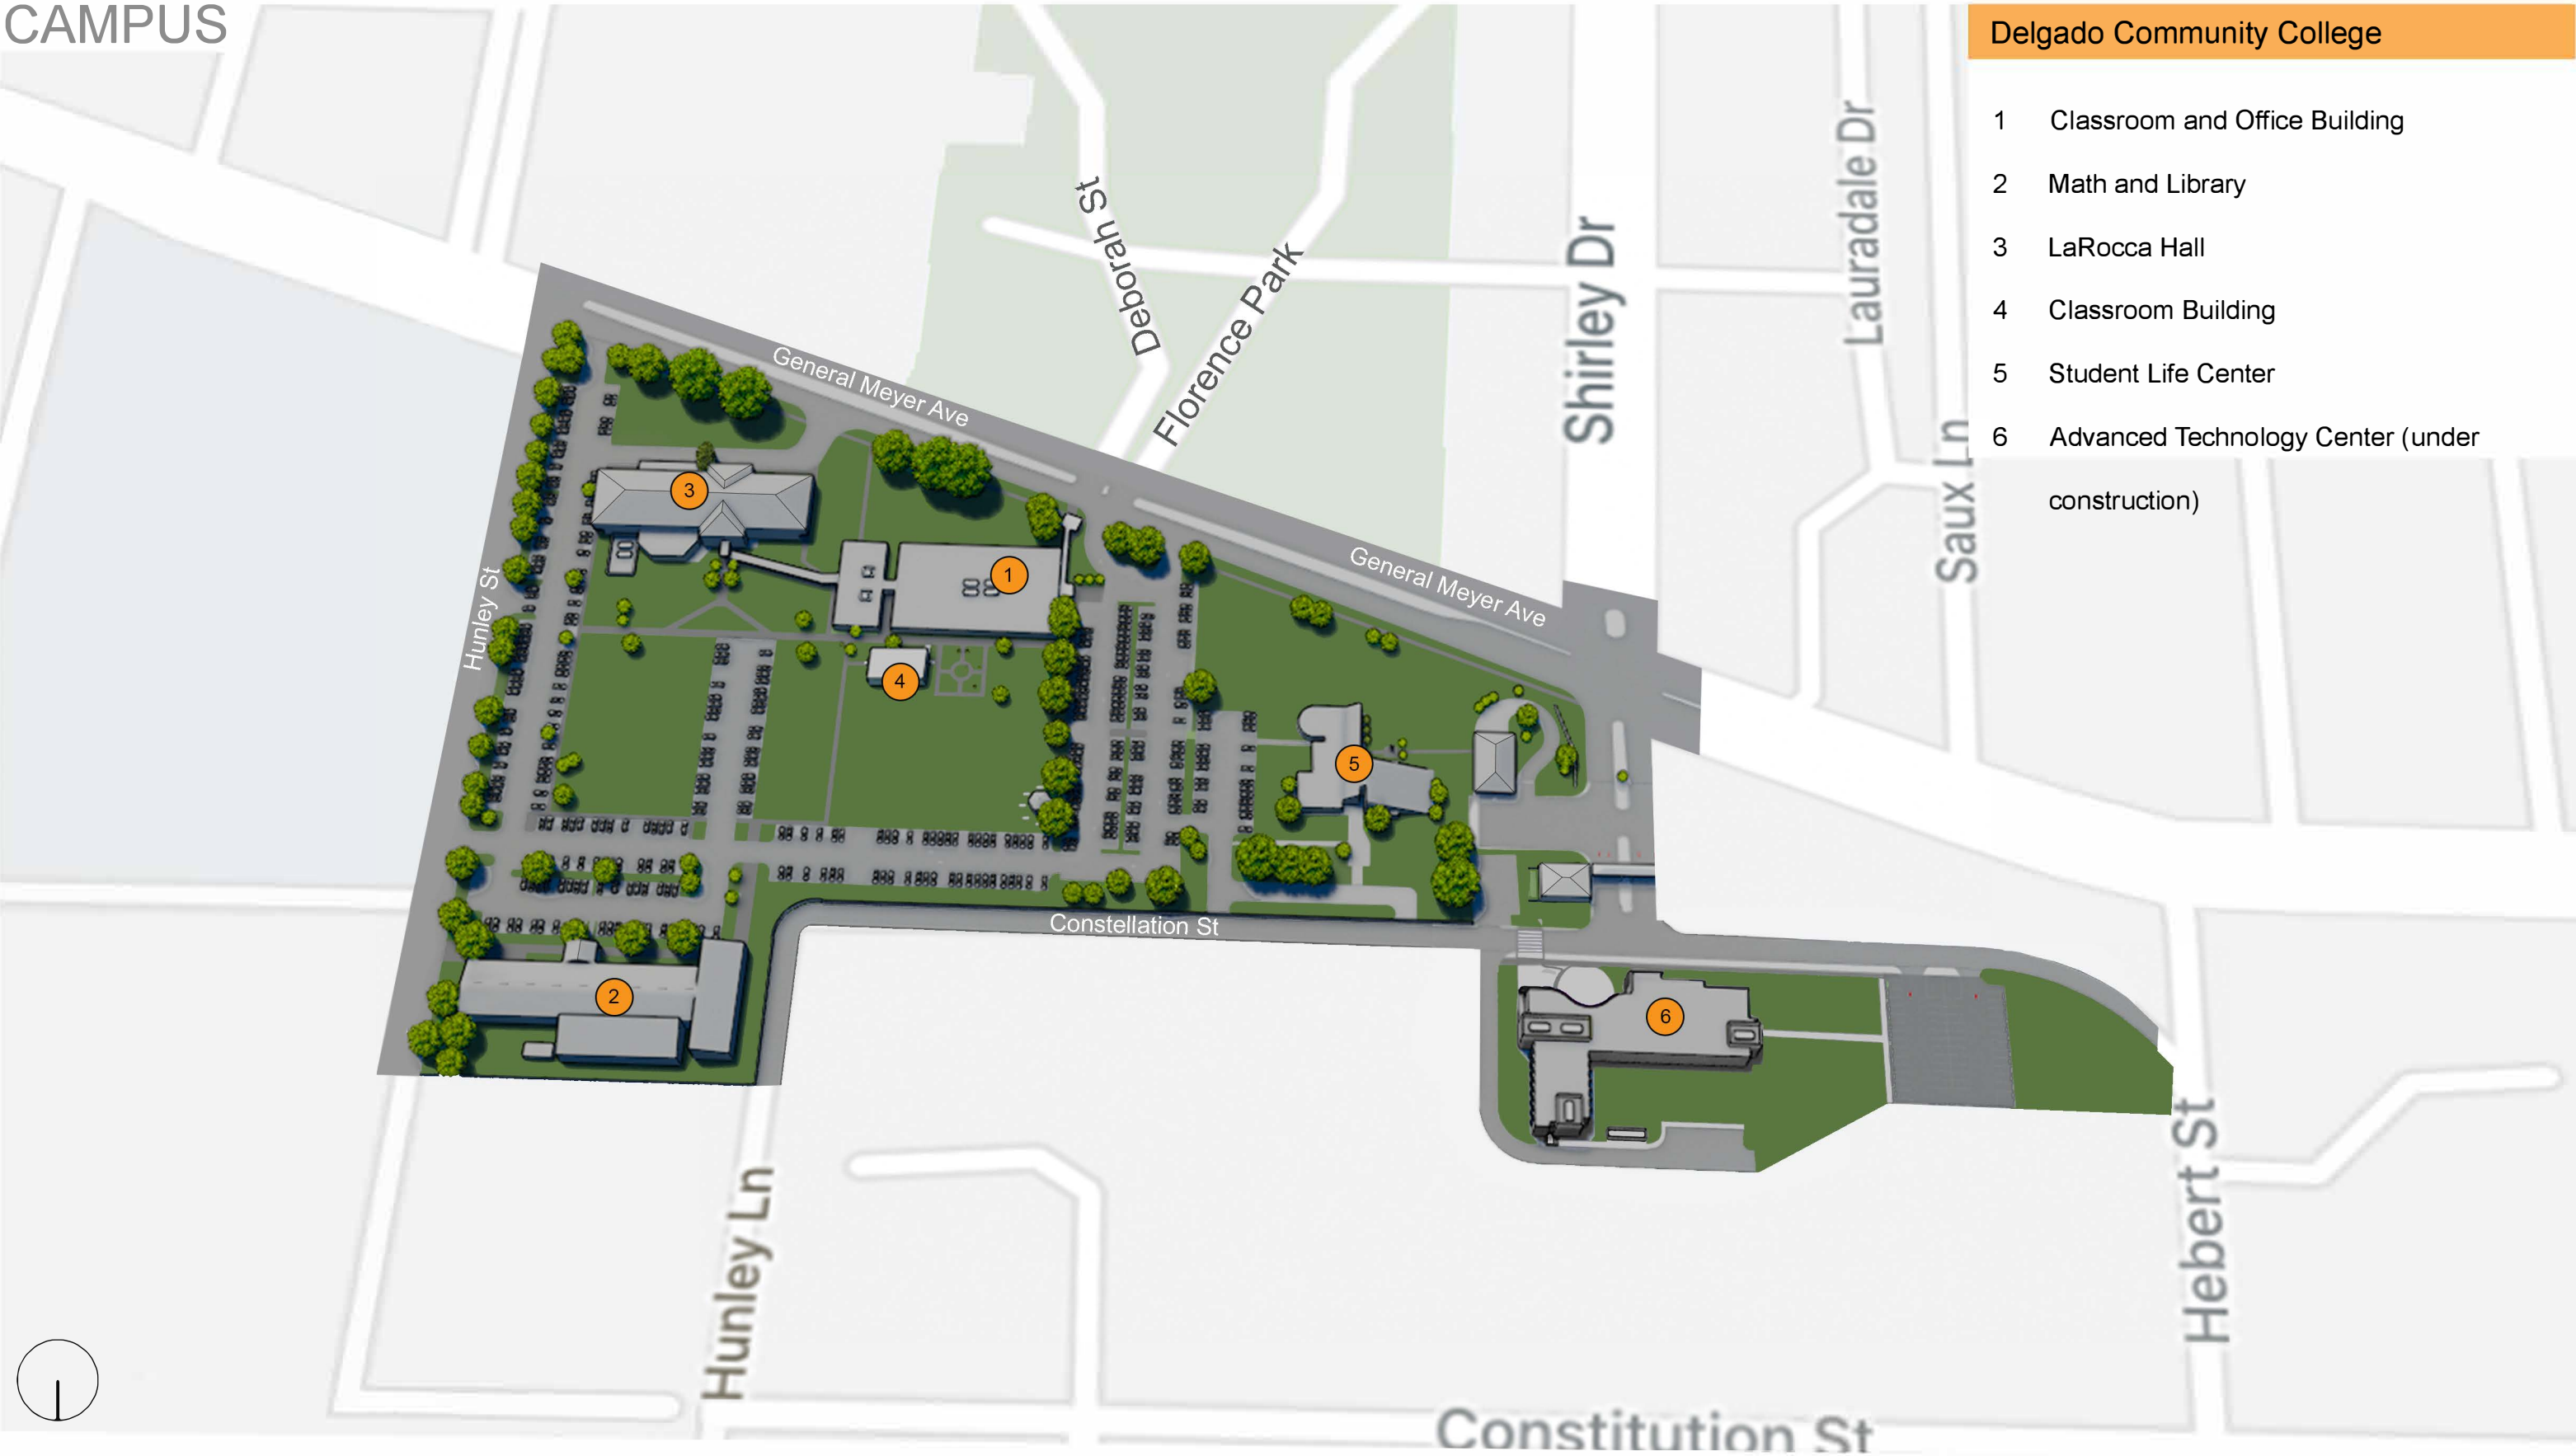 CAMPUS
Delgado Community College
1 Classroom and Office Building
2 Math and Library
3 LaRocca Hall
4 Classroom Building
5 Student Life Center
6 Advanced Technology Center (under
construction)
Deborah St
Florence Park
Shirley Dr
Lauradale Dr
Saux Ln
General Meyer Ave
General Meyer Ave
Hunley St
3
1
4
5
2
6
Constellation St
Hunley Ln
Hebert St
Constitution St